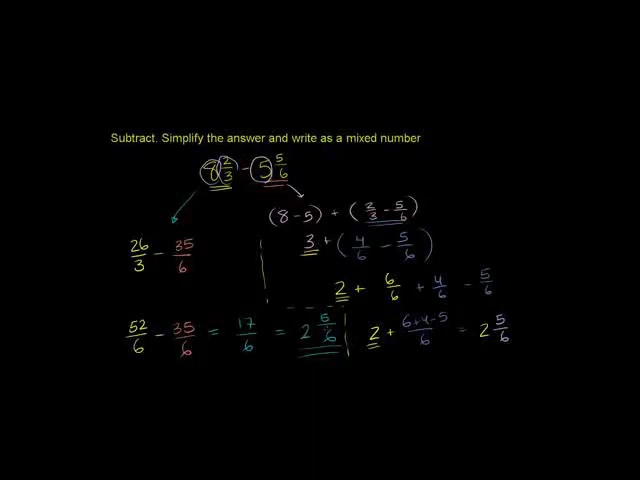 Subtract. Simplify the answer and write as a mixed number
8 2/3 - 5 5/6
(8 - 5) + (2/3 - 5/6)
26/3 - 35/6
3 + (4/6 - 5/6)
2 + 6/6 + 4/6 - 5/6
52/6 - 35/6 = 17/6 = 2 5/6
2 + 6+4-5/6 = 2 5/6